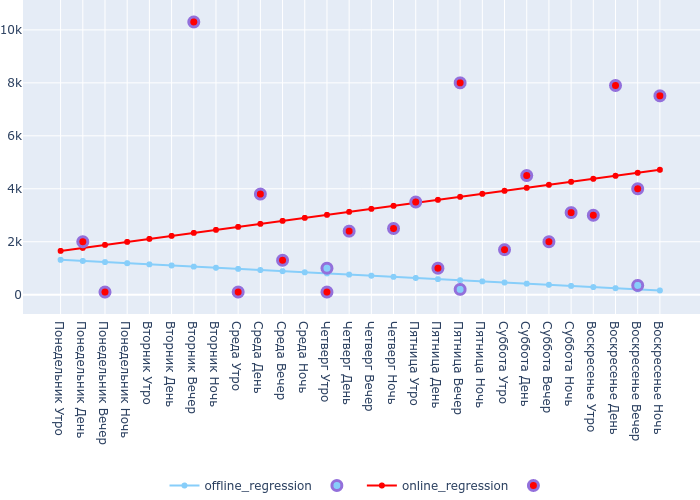 10k
8k
6k
4k
2k
0
Понедельник Утро
Понедельник День
Понедельник Вечер
Понедельник Ночь
Вторник Утро
Вторник День
Вторник Вечер
Вторник Ночь
Среда Утро
Среда День
Среда Вечер
Среда Ночь
Четверг Утро
Четверг День
Четверг Вечер
Четверг Ночь
Пятница Утро
Пятница День
Пятница Вечер
Пятница Ночь
Суббота Утро
Суббота День
Суббота Вечер
Суббота Ночь
Воскресенье Утро
Воскресенье День
Воскресенье Вечер
Воскресенье Ночь
offline_regression
online_regression